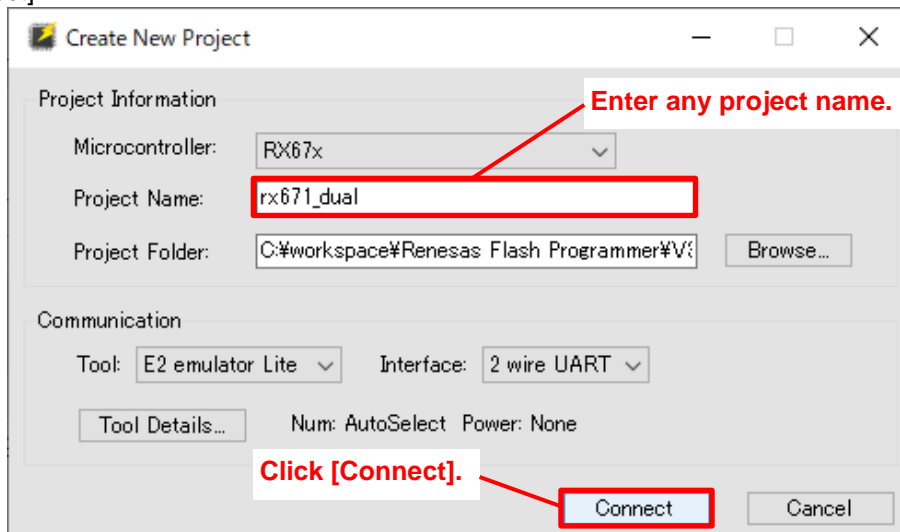 Create New Project
Project Information
Enter any project name.
Microcontroller: RX67x
Project Name: rx671_dual
Project Folder: C:¥workspace¥Renesas Flash Programmer¥V Browse...
Communication
Tool: E2 emulator Lite Interface: 2 wire UART
Tool Details... Num: AutoSelect Power: None
Click [Connect].
Connect Cancel